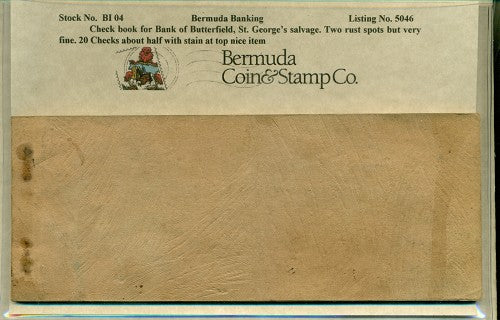 Stock No. BI 04 Bermuda Banking Listing No. 5046
Check book for Bank of Butterfield, St. George's salvage. Two rust spots but very
fine. 20 Checks about half with stain at top nice item
Bermuda
Coin&Stamp Co.